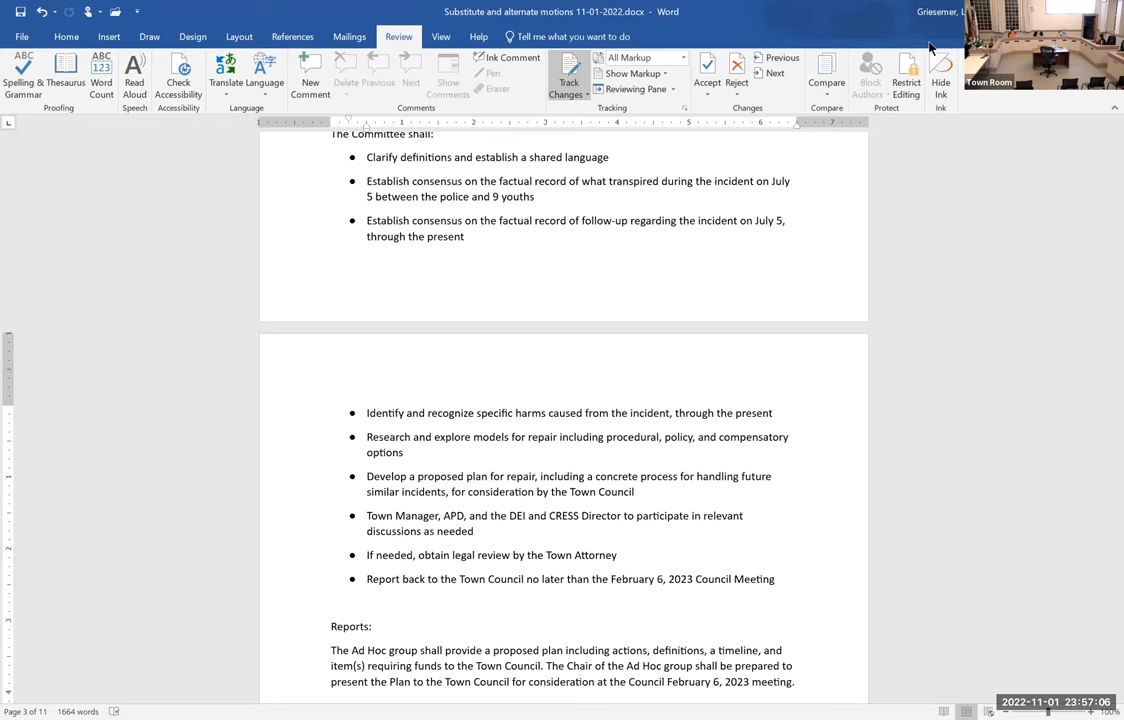 Substitute and alternate motions 11-01-2022.docx - Word
Griesemer, L
File Home Insert Draw Design Layout References Mailings Review View Help Tell me what you want to do
ABC Spelling & Grammar
Thesaurus
ABC 123 Word Count
Proofing
Read Aloud
Speech
Check Accessibility
Accessibility
Translate
Language
Language
New Comment
Delete
Previous
Next
Show Comments
Comments
Ink Comment
Pen
Eraser
Track Changes
All Markup
Show Markup
Reviewing Pane
Tracking
Accept
Reject
Previous
Next
Changes
Compare
Compare
Block Authors
Restrict Editing
Protect
Hide Ink
Ink
Town Room
1 2 3 4 5 6 7
The Committee shall:
● Clarify definitions and establish a shared language
● Establish consensus on the factual record of what transpired during the incident on July
5 between the police and 9 youths
● Establish consensus on the factual record of follow-up regarding the incident on July 5,
through the present
● Identify and recognize specific harms caused from the incident, through the present
● Research and explore models for repair including procedural, policy, and compensatory
options
● Develop a proposed plan for repair, including a concrete process for handling future
similar incidents, for consideration by the Town Council
● Town Manager, APD, and the DEI and CRESS Director to participate in relevant
discussions as needed
● If needed, obtain legal review by the Town Attorney
● Report back to the Town Council no later than the February 6, 2023 Council Meeting
Reports:
The Ad Hoc group shall provide a proposed plan including actions, definitions, a timeline, and
item(s) requiring funds to the Town Council. The Chair of the Ad Hoc group shall be prepared to
present the Plan to the Town Council for consideration at the Council February 6, 2023 meeting.
2022-11-01 23:57:06
Page 3 of 11 1664 words
100%